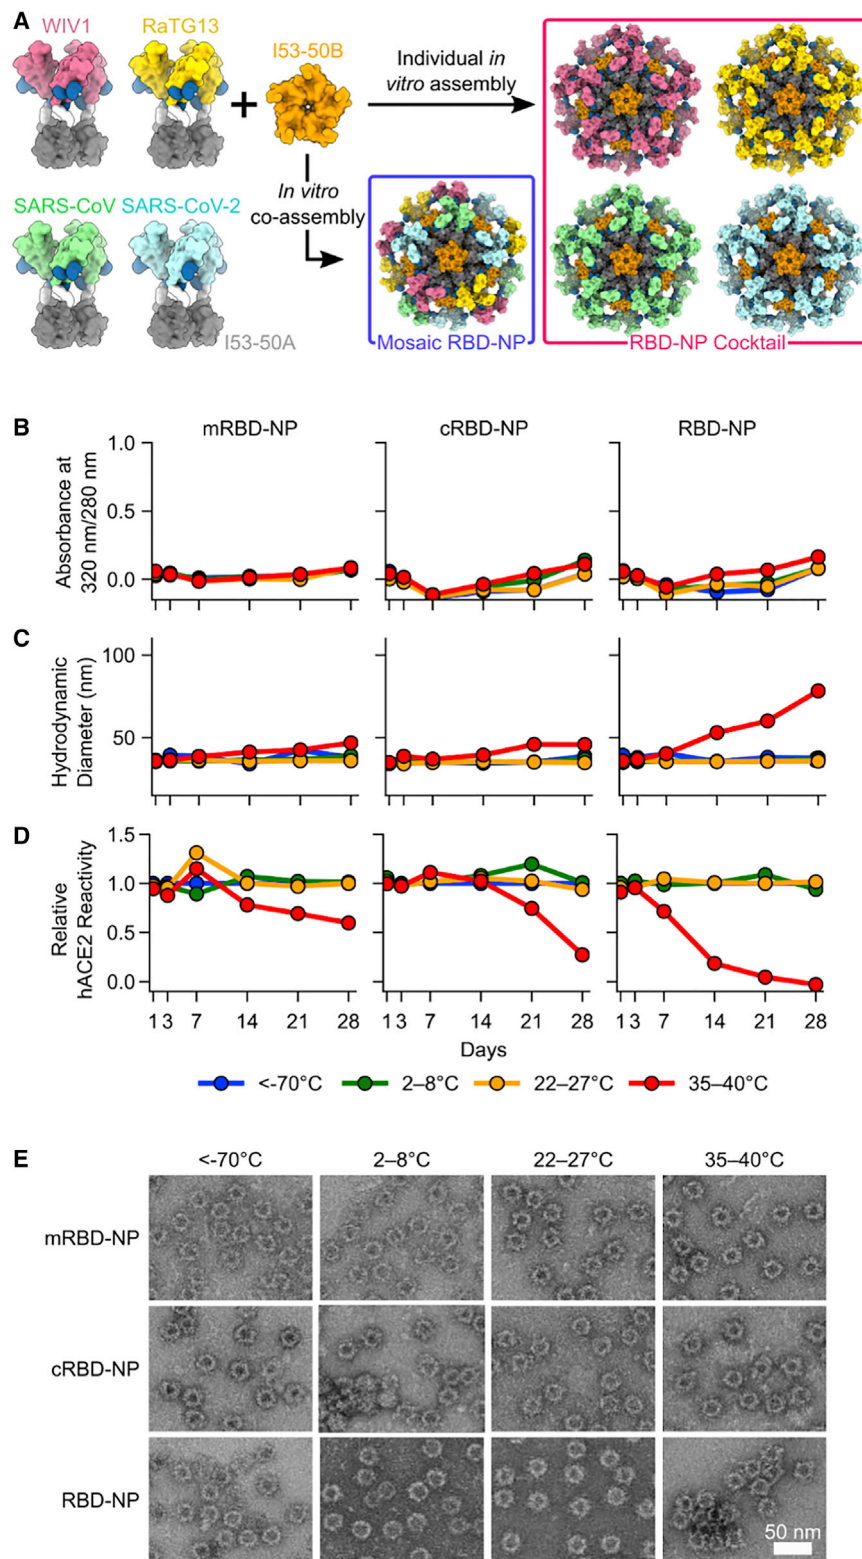 A
WIV1
RaTG13
I53-50B
Individual in
vitro assembly
In vitro
co-assembly
SARS-CoV
SARS-CoV-2
I53-50A
Mosaic RBD-NP
RBD-NP Cocktail
B
mRBD-NP
cRBD-NP
RBD-NP
Absorbance at
320 nm/280 nm
1.0
0.5
0.0
C
Hydrodynamic
Diameter (nm)
100
50
D
Relative
hACE2 Reactivity
1.5
1.0
0.5
0.0
1 3 7 14 21 28
1 3 7 14 21 28
1 3 7 14 21 28
Days
<-70°C
2–8°C
22–27°C
35–40°C
E
<-70°C
2–8°C
22–27°C
35–40°C
mRBD-NP
cRBD-NP
RBD-NP
50 nm